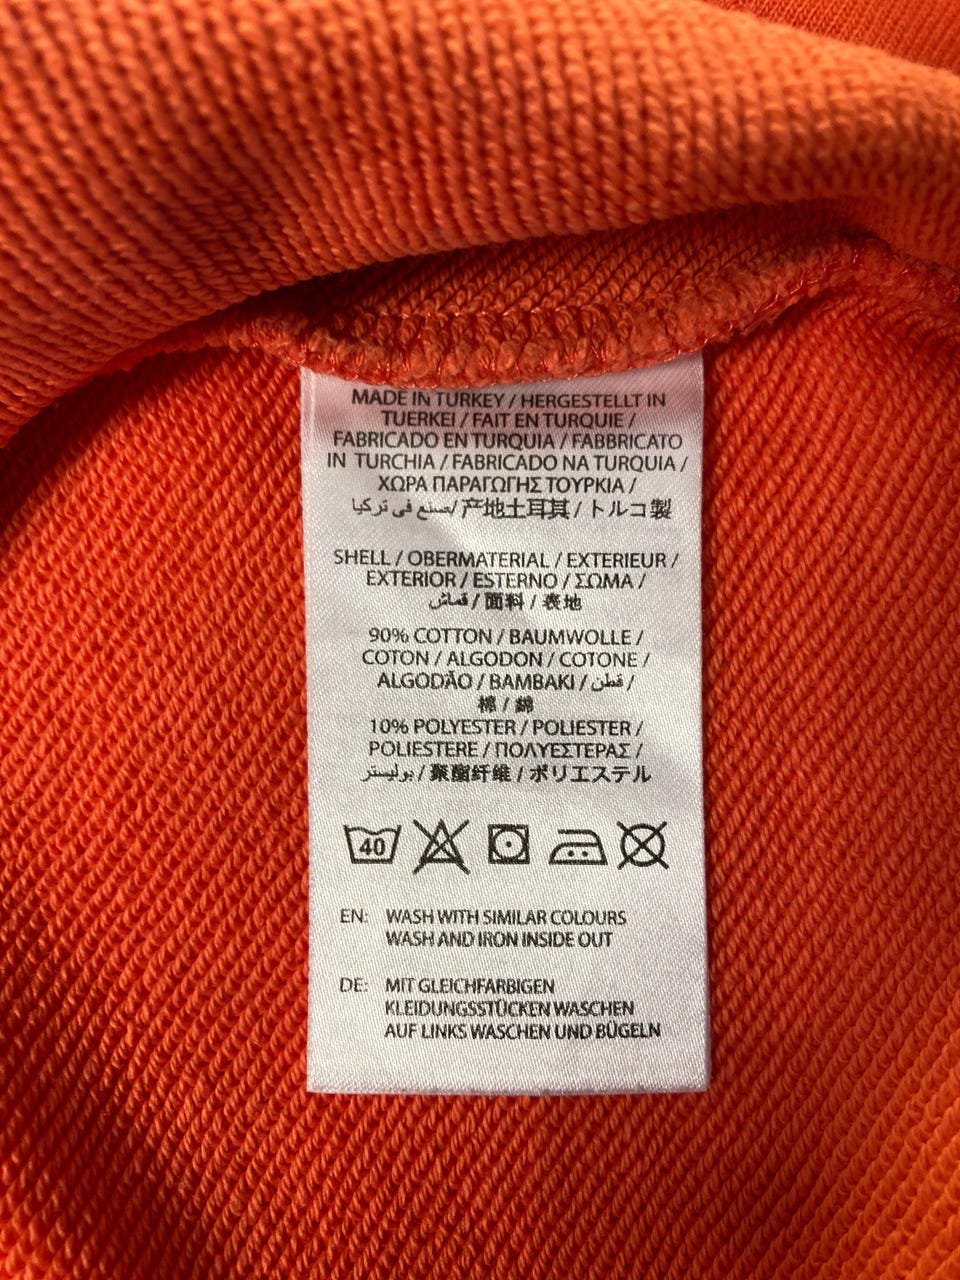 MADE IN TURKEY / HERGESTELLT IN
TUERKEI / FAIT EN TURQUIE /
FABRICADO EN TURQUIA / FABBRICATO
IN TURCHIA / FABRICADO NA TURQUIA /
ΧΩΡΑ ΠΑΡΑΓΩΓΗΣ ΤΟΥΡΚΙΑ /
صنع في تركيا / 产地土耳其 / トルコ製
SHELL / OBERMATERIAL / EXTERIEUR /
EXTERIOR / ESTERNO / ΣΩΜΑ /
قماش / 面料 / 表地
90% COTTON / BAUMWOLLE /
COTON / ALGODON / COTONE /
ALGODÃO / BAMBAKI / قطن /
棉 / 綿
10% POLYESTER / POLIESTER /
POLIESTERE / ΠΟΛΥΕΣΤΕΡΑΣ /
بوليستر / 聚酯纤维 / ポリエステル
40
EN: WASH WITH SIMILAR COLOURS
WASH AND IRON INSIDE OUT
DE: MIT GLEICHFARBIGEN
KLEIDUNGSSTÜCKEN WASCHEN
AUF LINKS WASCHEN UND BÜGELN